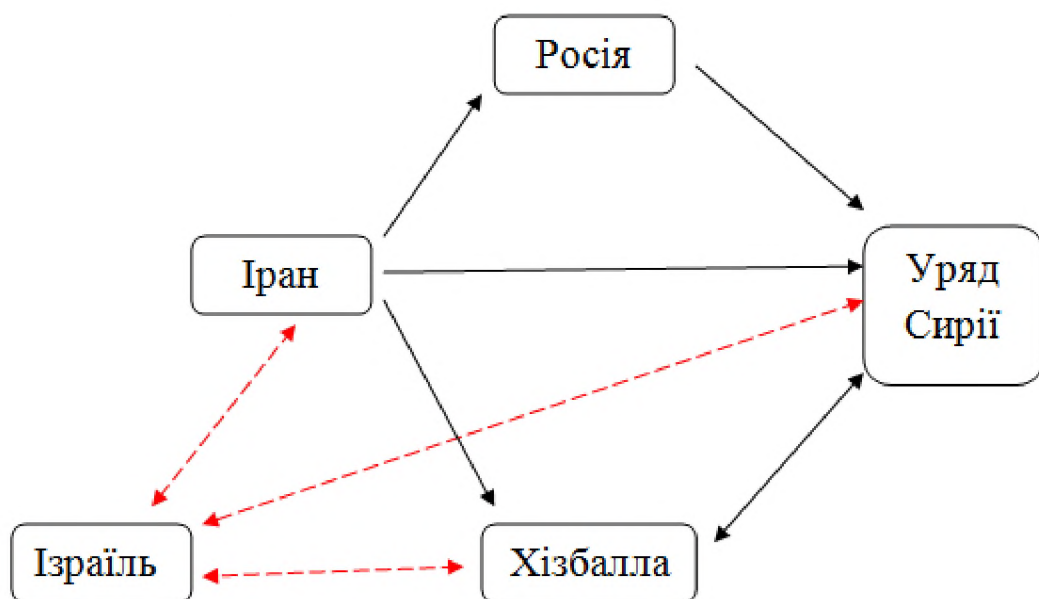 Росія
Іран
Уряд
Сирії
Ізраїль
Хізбалла